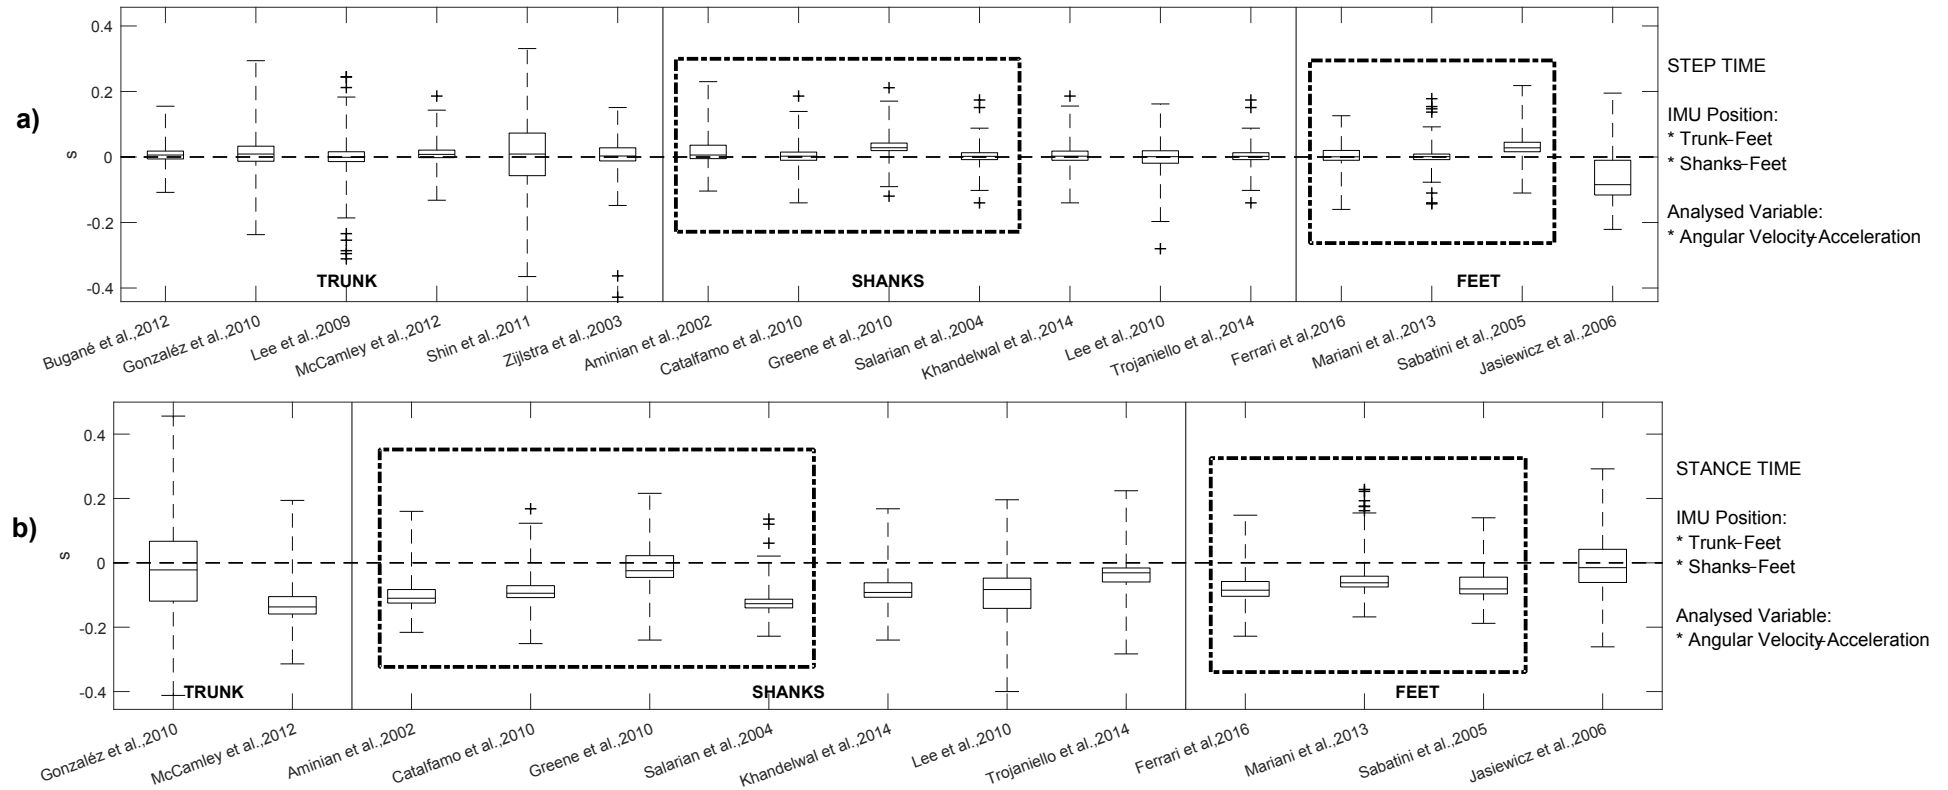 a)
s
0.4
0.2
0
-0.2
-0.4
TRUNK
SHANKS
FEET
Bugané et al.,2012
Gonzaléz et al.,2010
Lee et al.,2009
McCamley et al.,2012
Shin et al.,2011
Zijlstra et al.,2003
Aminian et al.,2002
Catalfamo et al.,2010
Greene et al.,2010
Salarian et al.,2004
Khandelwal et al.,2014
Lee et al.,2010
Trojaniello et al.,2014
Ferrari et al,2016
Mariani et al.,2013
Sabatini et al.,2005
Jasiewicz et al.,2006
STEP TIME
IMU Position:
* Trunk-Feet
* Shanks-Feet
Analysed Variable:
* Angular Velocity-Acceleration
b)
s
0.4
0.2
0
-0.2
-0.4
TRUNK
SHANKS
FEET
Gonzaléz et al.,2010
McCamley et al.,2012
Aminian et al.,2002
Catalfamo et al.,2010
Greene et al.,2010
Salarian et al.,2004
Khandelwal et al.,2014
Lee et al.,2010
Trojaniello et al.,2014
Ferrari et al,2016
Mariani et al.,2013
Sabatini et al.,2005
Jasiewicz et al.,2006
STANCE TIME
IMU Position:
* Trunk-Feet
* Shanks-Feet
Analysed Variable:
* Angular Velocity-Acceleration